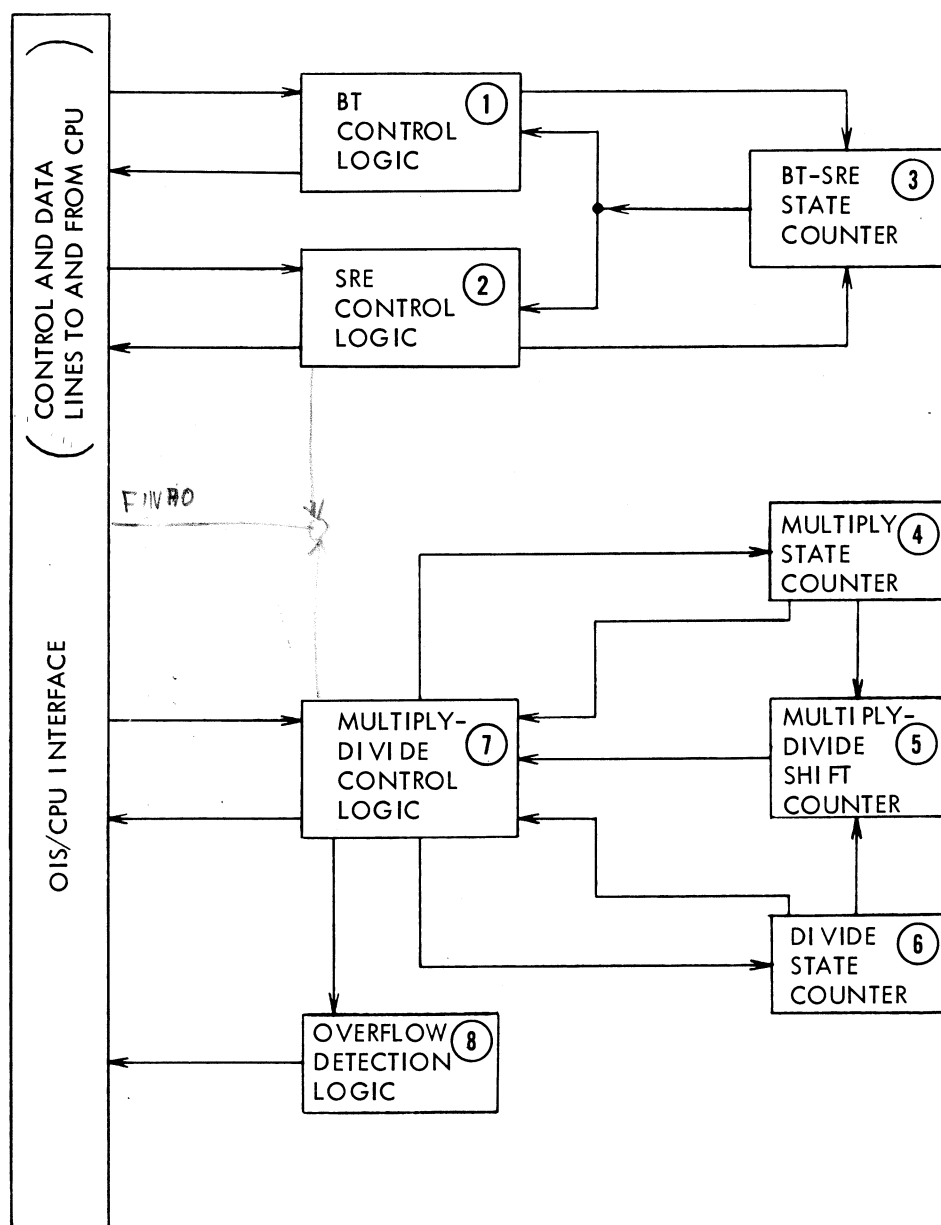 (CONTROL AND DATA
LINES TO AND FROM CPU)
OIS/CPU INTERFACE
BT
CONTROL
LOGIC
1
SRE
CONTROL
LOGIC
2
BT-SRE
STATE
COUNTER
3
MULTIPLY
STATE
COUNTER
4
MULTIPLY-
DIVIDE
SHIFT
COUNTER
5
DIVIDE
STATE
COUNTER
6
MULTIPLY-
DIVIDE
CONTROL
LOGIC
7
OVERFLOW
DETECTION
LOGIC
8